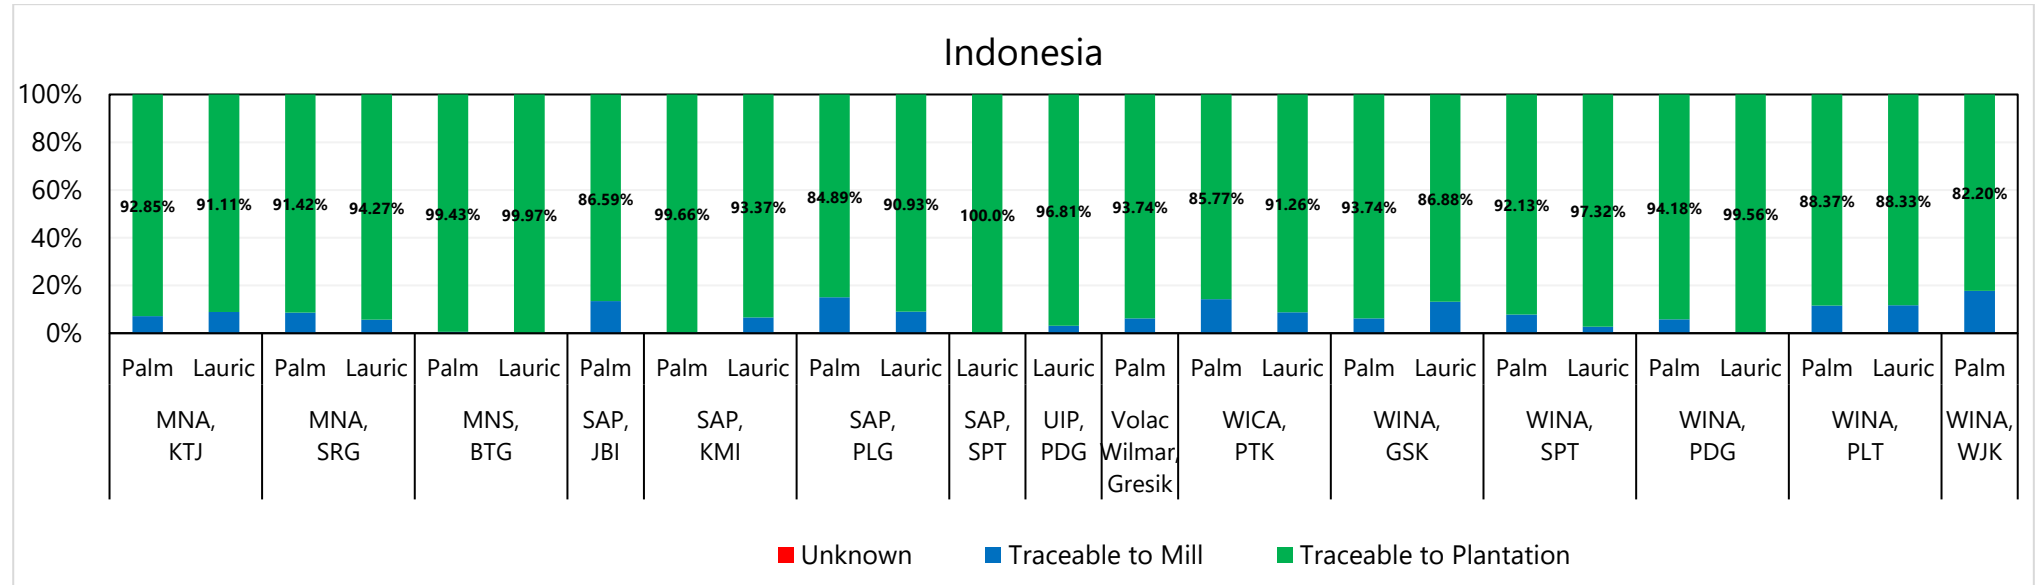 Indonesia
100%
80%
60%
40%
20%
0%
92.85% 91.11% 91.42% 94.27% 99.43% 99.97% 86.59% 99.66% 93.37% 84.89% 90.93% 100.0% 96.81% 93.74% 85.77% 91.26% 93.74% 86.88% 92.13% 97.32% 94.18% 99.56% 88.37% 88.33% 82.20%
Palm Lauric Palm Lauric Palm Lauric Palm Palm Lauric Palm Lauric Lauric Lauric Palm Palm Lauric Palm Lauric Palm Lauric Palm Lauric Palm Lauric Palm
MNA, MNA, MNS, SAP, SAP, SAP, SAP, UIP, Volac WICA, WINA, WINA, WINA, WINA, WINA,
KTJ SRG BTG JBI KMI PLG SPT PDG Wilmar, PTK GSK SPT PDG PLT WJK
Gresik
Unknown Traceable to Mill Traceable to Plantation